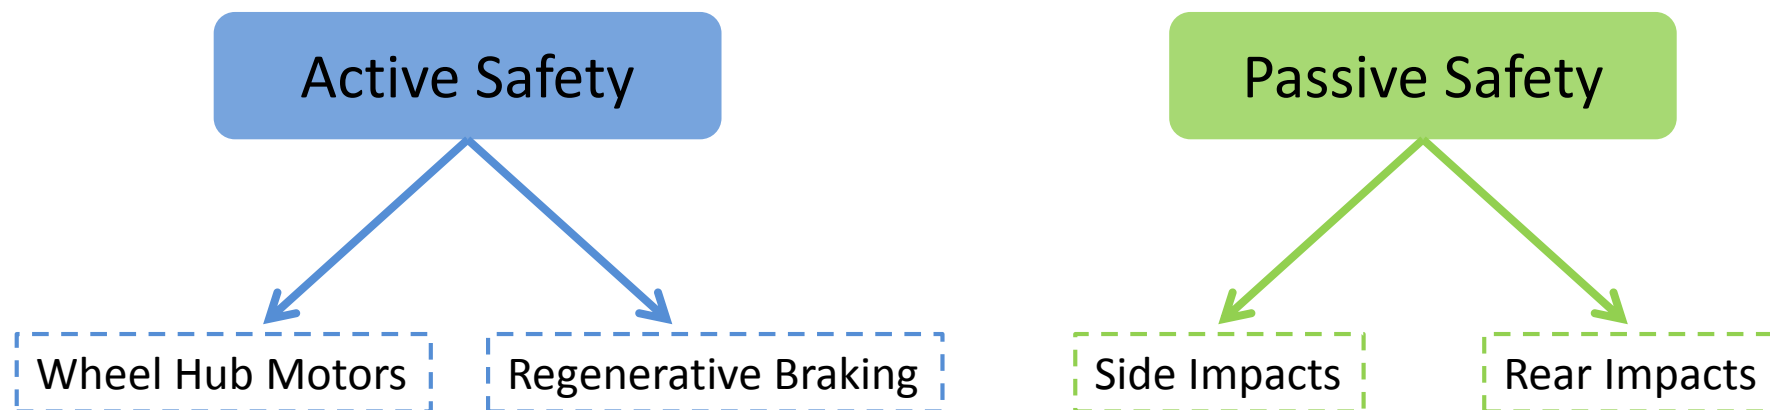 Active Safety
Passive Safety
Wheel Hub Motors
Regenerative Braking
Side Impacts
Rear Impacts